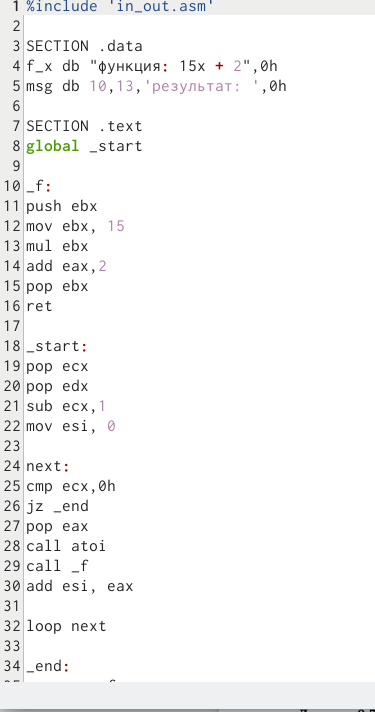 1 %include 'in_out.asm'
2
3 SECTION .data
4 f_x db "функция: 15x + 2",0h
5 msg db 10,13,'результат: ',0h
6
7 SECTION .text
8 global _start
9
10 _f:
11 push ebx
12 mov ebx, 15
13 mul ebx
14 add eax,2
15 pop ebx
16 ret
17
18 _start:
19 pop ecx
20 pop edx
21 sub ecx,1
22 mov esi, 0
23
24 next:
25 cmp ecx,0h
26 jz _end
27 pop eax
28 call atoi
29 call _f
30 add esi, eax
31
32 loop next
33
34 _end: